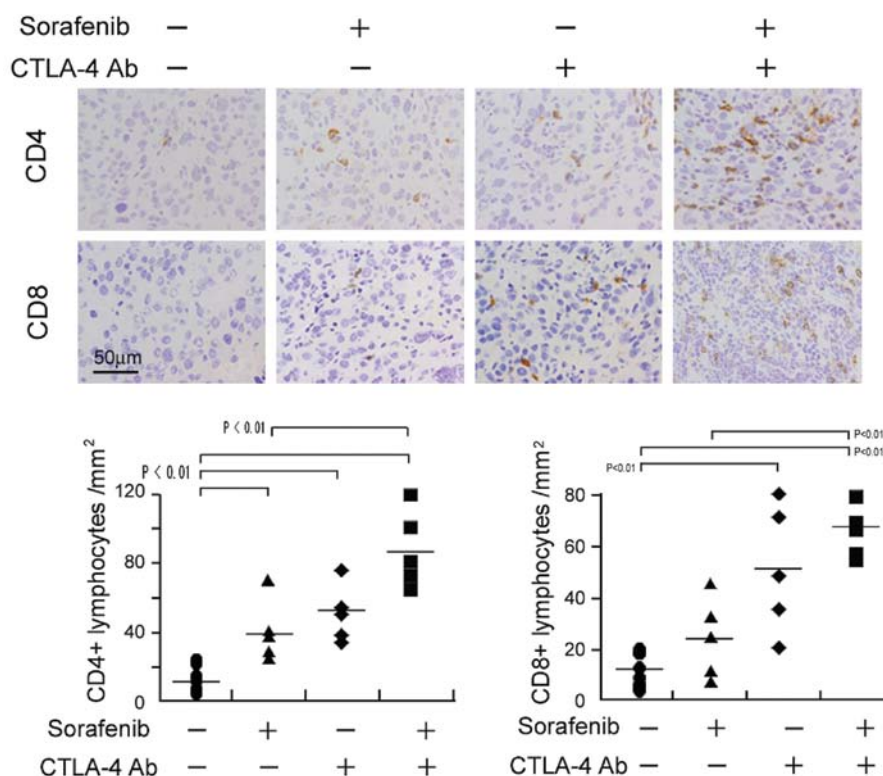 Sorafenib − + − +
CTLA-4 Ab − − + +
CD4
CD8
50μm
P < 0.01
P < 0.01
CD4+ lymphocytes /mm²
120
80
40
0
Sorafenib − + − +
CTLA-4 Ab − − + +
P<0.01
P<0.01
P<0.01
CD8+ lymphocytes /mm²
80
60
40
20
0
Sorafenib − + − +
CTLA-4 Ab − − + +